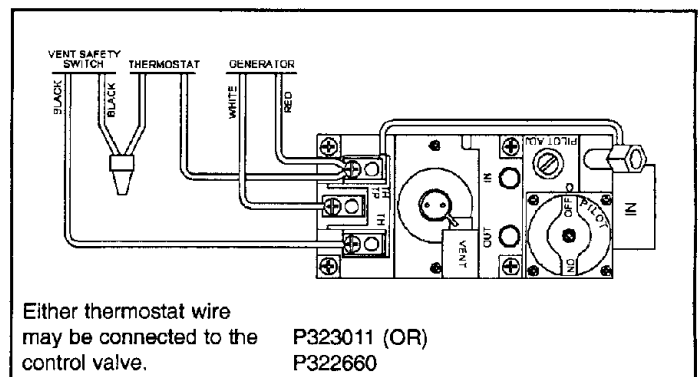 VENT SAFETY
SWITCH THERMOSTAT GENERATOR
BLACK
BLACK
WHITE
RED
TH
TP
TH
IN
OUT
VENT
PILOT ADJ.
OFF
PILOT
ON
IN
Either thermostat wire
may be connected to the P323011 (OR)
control valve. P322660